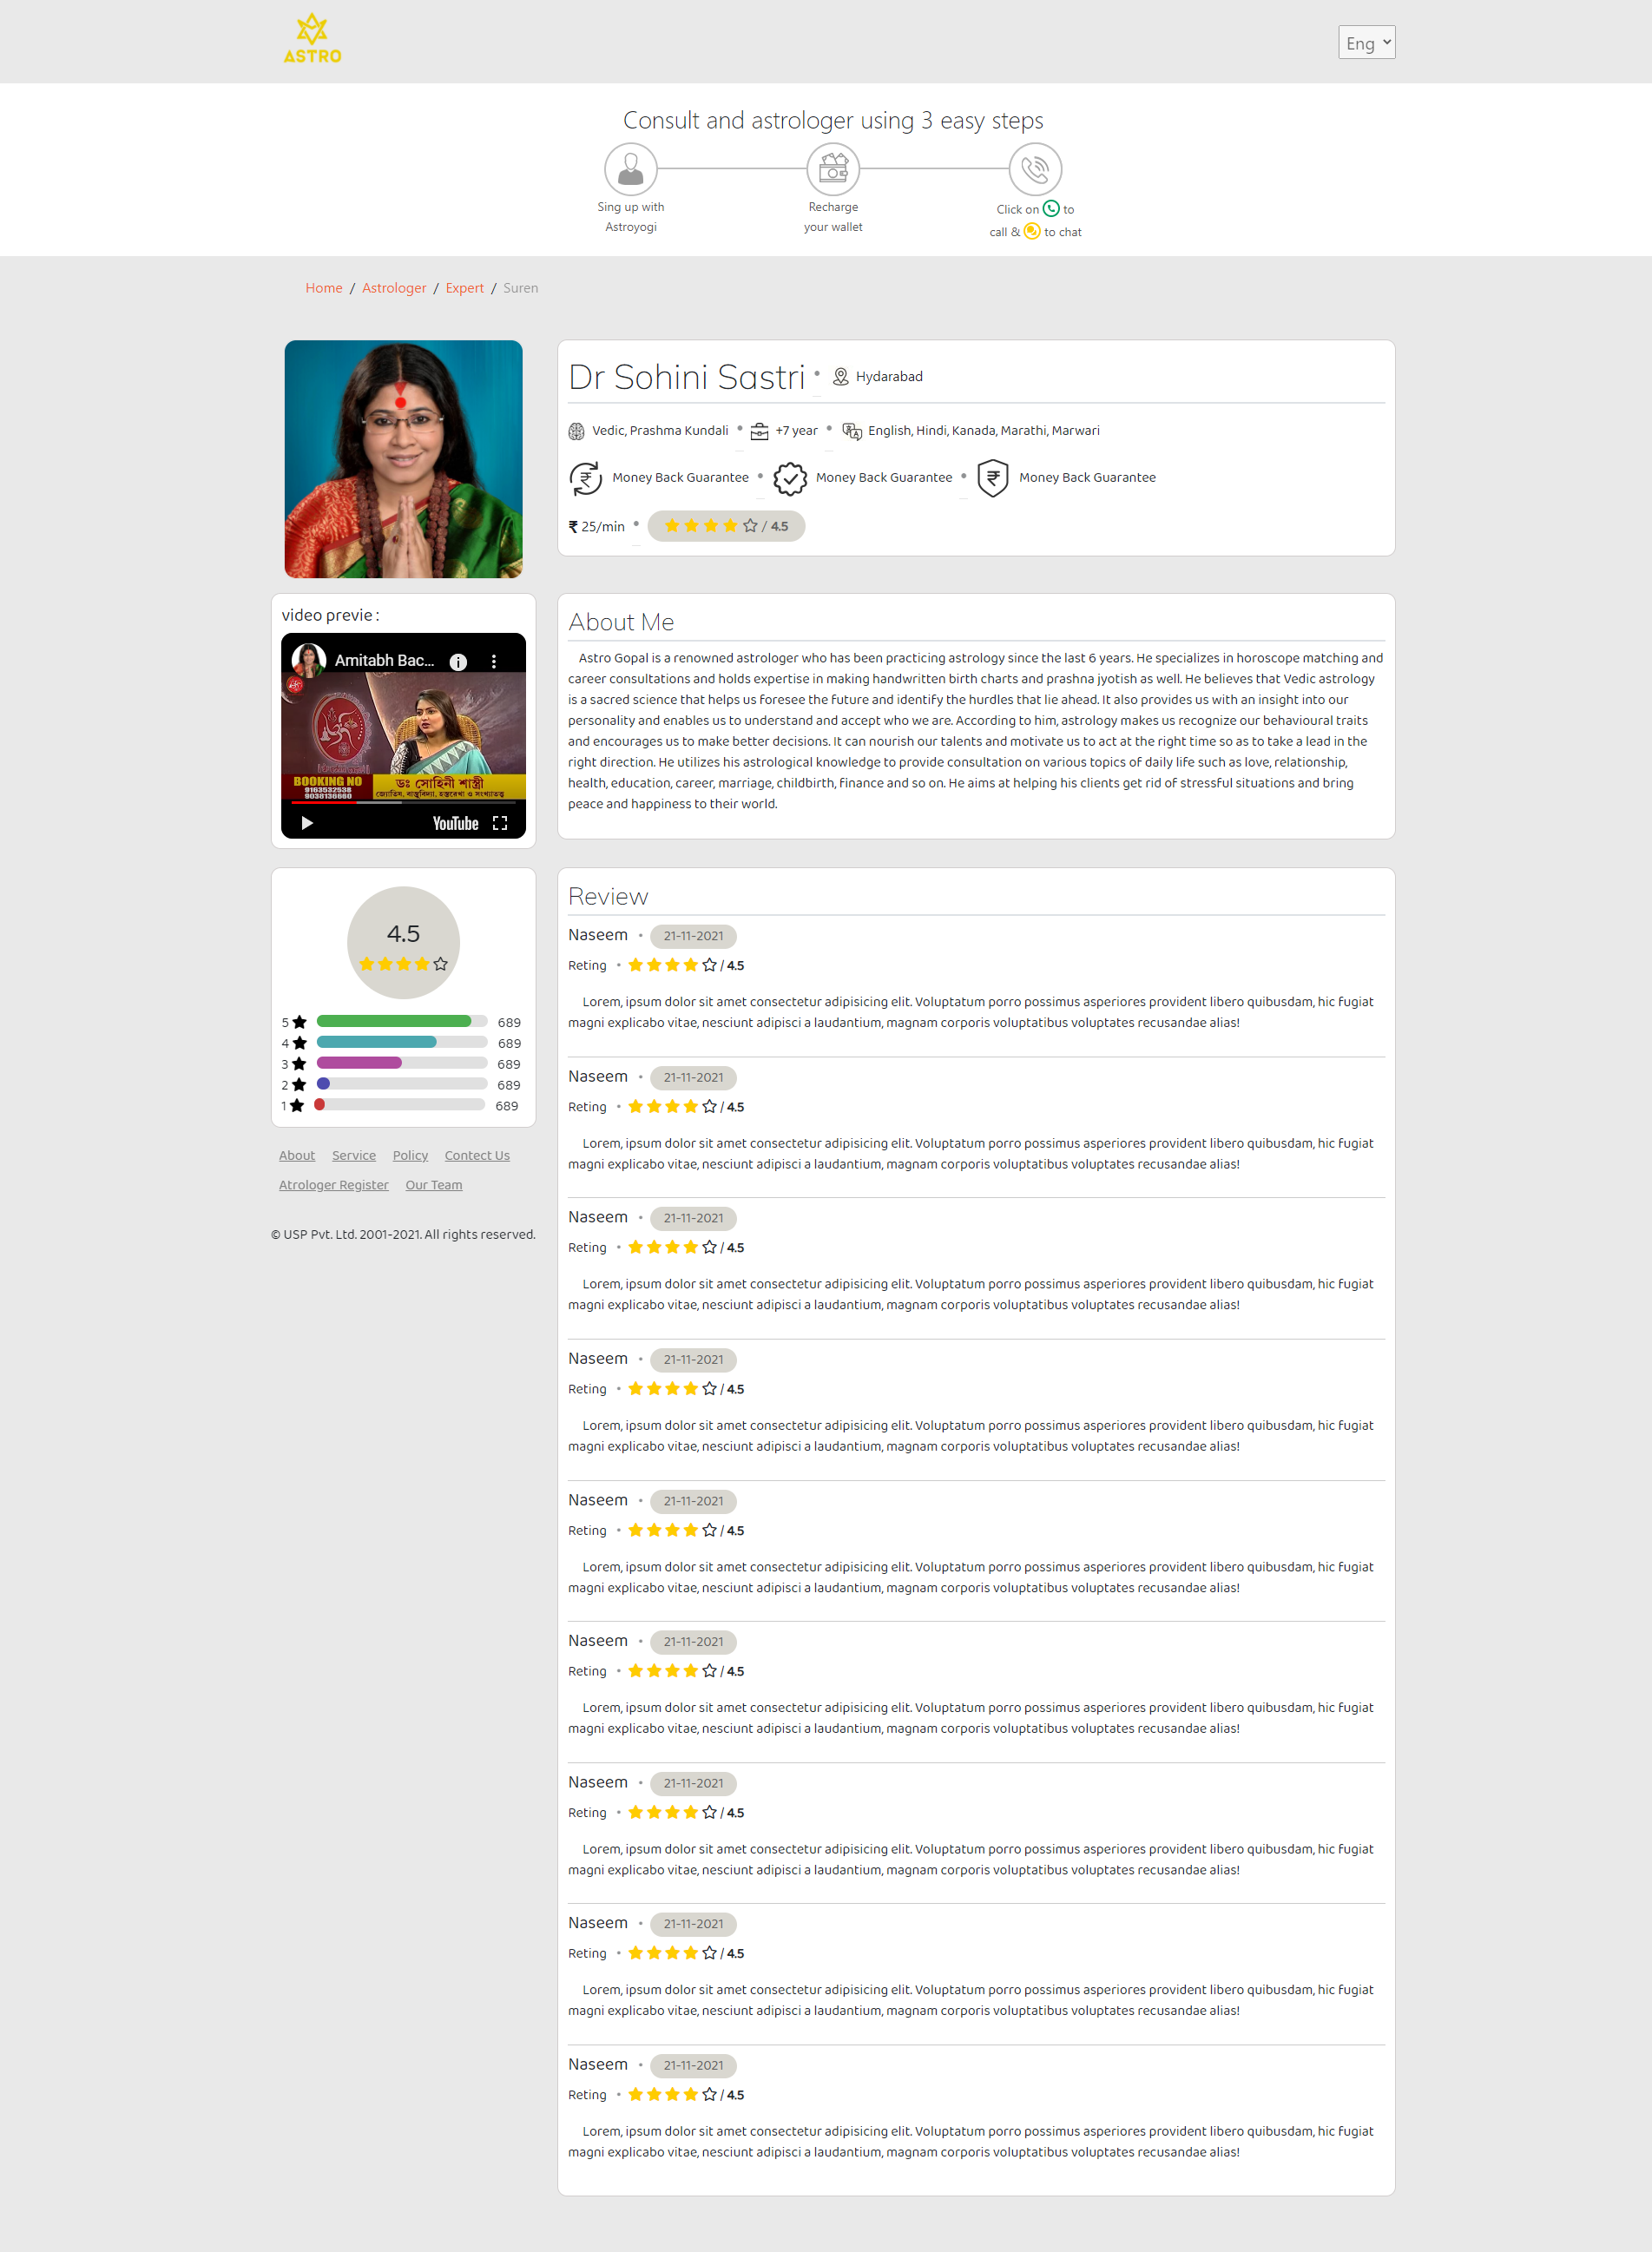 ASTRO
Eng
Consult and astrologer using 3 easy steps
Sing up with
Astroyogi
Recharge
your wallet
Click on to
call & to chat
Home / Astrologer / Expert / Suren
Dr Sohini Sastri
Hydarabad
Vedic, Prashma Kundali
+7 year
English, Hindi, Kanada, Marathi, Marwari
Money Back Guarantee
Money Back Guarantee
Money Back Guarantee
₹ 25/min
/ 4.5
video previe :
Amitabh Bac...
BOOKING NO
9163532538
9038136660
ডঃ সোহিনী শাস্ত্রী
জ্যোতিষ, বাস্তুবিদ্যা, হস্তরেখা ও সংখ্যাতত্ত্ব
YouTube
About Me
Astro Gopal is a renowned astrologer who has been practicing astrology since the last 6 years. He specializes in horoscope matching and
career consultations and holds expertise in making handwritten birth charts and prashna jyotish as well. He believes that Vedic astrology
is a sacred science that helps us foresee the future and identify the hurdles that lie ahead. It also provides us with an insight into our
personality and enables us to understand and accept who we are. According to him, astrology makes us recognize our behavioural traits
and encourages us to make better decisions. It can nourish our talents and motivate us to act at the right time so as to take a lead in the
right direction. He utilizes his astrological knowledge to provide consultation on various topics of daily life such as love, relationship,
health, education, career, marriage, childbirth, finance and so on. He aims at helping his clients get rid of stressful situations and bring
peace and happiness to their world.
4.5
5 689
4 689
3 689
2 689
1 689
About Service Policy Contect Us
Atrologer Register Our Team
© USP Pvt. Ltd. 2001-2021. All rights reserved.
Review
Naseem • 21-11-2021
Reting • / 4.5
Lorem, ipsum dolor sit amet consectetur adipisicing elit. Voluptatum porro possimus asperiores provident libero quibusdam, hic fugiat
magni explicabo vitae, nesciunt adipisci a laudantium, magnam corporis voluptatibus voluptates recusandae alias!
Naseem • 21-11-2021
Reting • / 4.5
Lorem, ipsum dolor sit amet consectetur adipisicing elit. Voluptatum porro possimus asperiores provident libero quibusdam, hic fugiat
magni explicabo vitae, nesciunt adipisci a laudantium, magnam corporis voluptatibus voluptates recusandae alias!
Naseem • 21-11-2021
Reting • / 4.5
Lorem, ipsum dolor sit amet consectetur adipisicing elit. Voluptatum porro possimus asperiores provident libero quibusdam, hic fugiat
magni explicabo vitae, nesciunt adipisci a laudantium, magnam corporis voluptatibus voluptates recusandae alias!
Naseem • 21-11-2021
Reting • / 4.5
Lorem, ipsum dolor sit amet consectetur adipisicing elit. Voluptatum porro possimus asperiores provident libero quibusdam, hic fugiat
magni explicabo vitae, nesciunt adipisci a laudantium, magnam corporis voluptatibus voluptates recusandae alias!
Naseem • 21-11-2021
Reting • / 4.5
Lorem, ipsum dolor sit amet consectetur adipisicing elit. Voluptatum porro possimus asperiores provident libero quibusdam, hic fugiat
magni explicabo vitae, nesciunt adipisci a laudantium, magnam corporis voluptatibus voluptates recusandae alias!
Naseem • 21-11-2021
Reting • / 4.5
Lorem, ipsum dolor sit amet consectetur adipisicing elit. Voluptatum porro possimus asperiores provident libero quibusdam, hic fugiat
magni explicabo vitae, nesciunt adipisci a laudantium, magnam corporis voluptatibus voluptates recusandae alias!
Naseem • 21-11-2021
Reting • / 4.5
Lorem, ipsum dolor sit amet consectetur adipisicing elit. Voluptatum porro possimus asperiores provident libero quibusdam, hic fugiat
magni explicabo vitae, nesciunt adipisci a laudantium, magnam corporis voluptatibus voluptates recusandae alias!
Naseem • 21-11-2021
Reting • / 4.5
Lorem, ipsum dolor sit amet consectetur adipisicing elit. Voluptatum porro possimus asperiores provident libero quibusdam, hic fugiat
magni explicabo vitae, nesciunt adipisci a laudantium, magnam corporis voluptatibus voluptates recusandae alias!
Naseem • 21-11-2021
Reting • / 4.5
Lorem, ipsum dolor sit amet consectetur adipisicing elit. Voluptatum porro possimus asperiores provident libero quibusdam, hic fugiat
magni explicabo vitae, nesciunt adipisci a laudantium, magnam corporis voluptatibus voluptates recusandae alias!